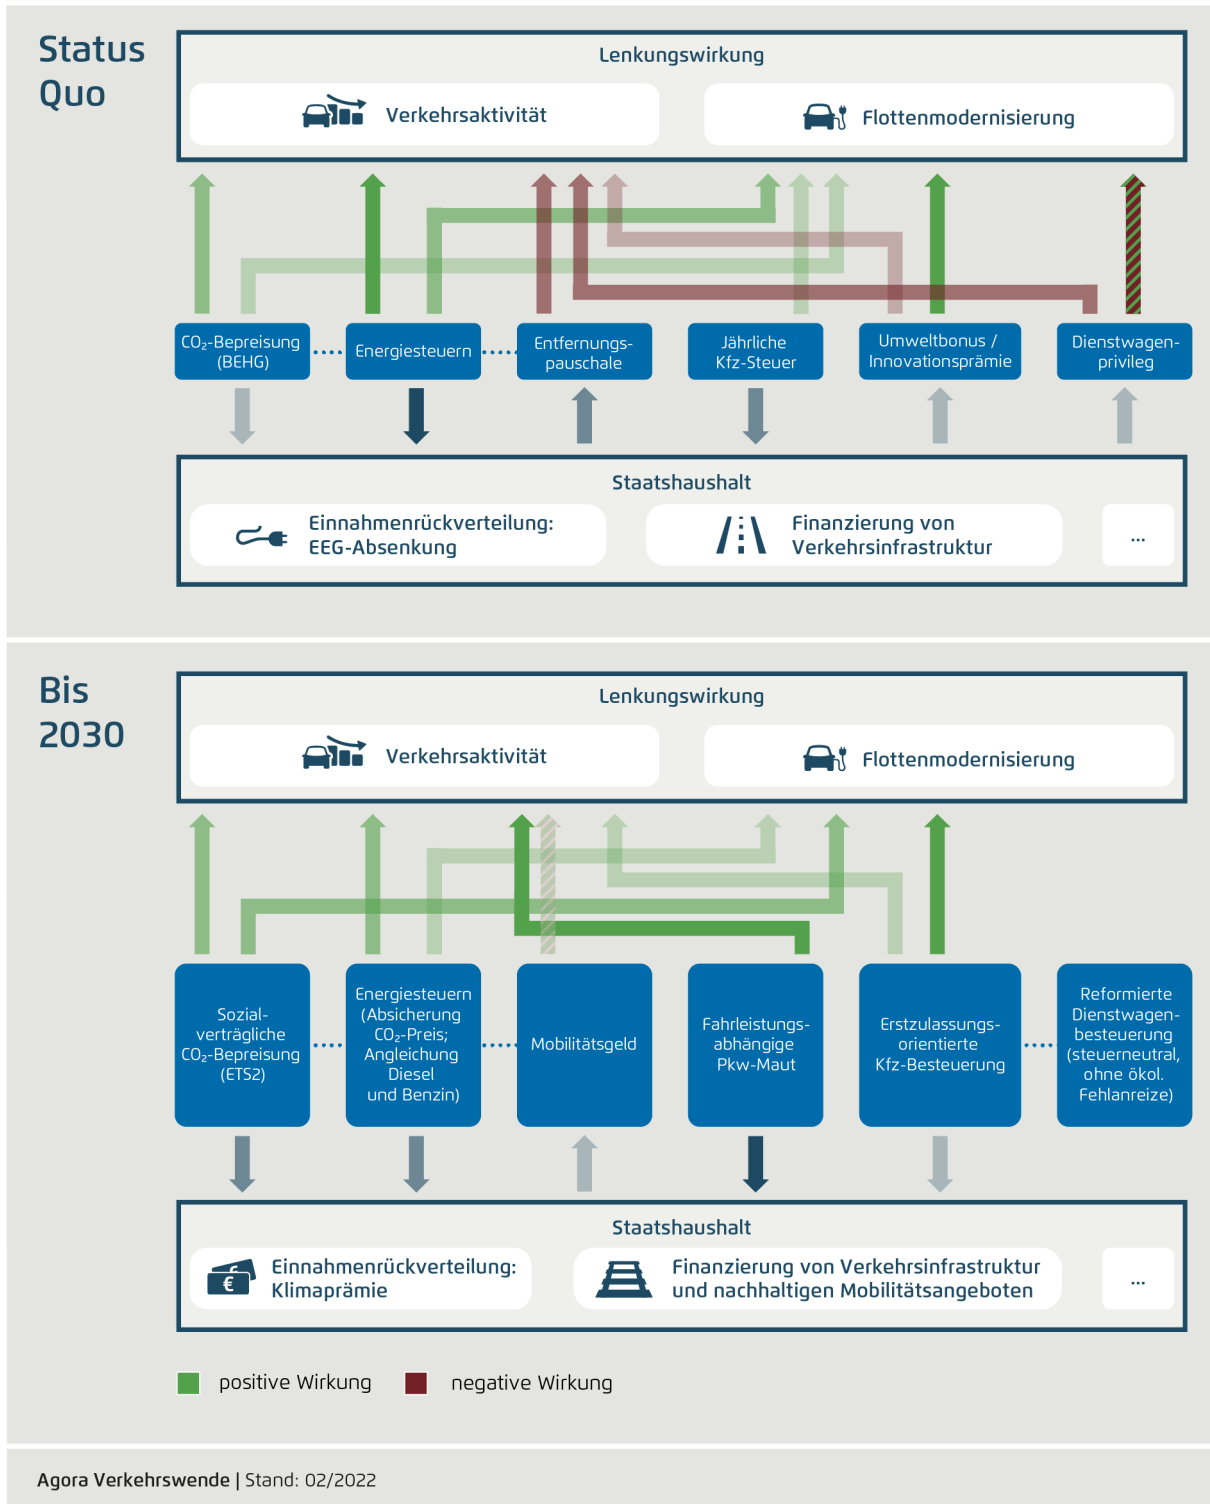 Status
Quo
Lenkungswirkung
Verkehrsaktivität
Flottenmodernisierung
CO₂-Bepreisung
(BEHG)
Energiesteuern
Entfernungs-
pauschale
Jährliche
Kfz-Steuer
Umweltbonus /
Innovationsprämie
Dienstwagen-
privileg
Staatshaushalt
Einnahmenrückverteilung:
EEG-Absenkung
Finanzierung von
Verkehrsinfrastruktur
...
Bis
2030
Lenkungswirkung
Verkehrsaktivität
Flottenmodernisierung
Sozial-
verträgliche
CO₂-Bepreisung
(ETS2)
Energiesteuern
(Absicherung
CO₂-Preis;
Angleichung
Diesel
und Benzin)
Mobilitätsgeld
Fahrleistungs-
abhängige
Pkw-Maut
Erstzulassungs-
orientierte
Kfz-Besteuerung
Reformierte
Dienstwagen-
besteuerung
(steuerneutral,
ohne ökol.
Fehlanreize)
Staatshaushalt
€
Einnahmenrückverteilung:
Klimaprämie
Finanzierung von Verkehrsinfrastruktur
und nachhaltigen Mobilitätsangeboten
...
positive Wirkung
negative Wirkung
Agora Verkehrswende | Stand: 02/2022